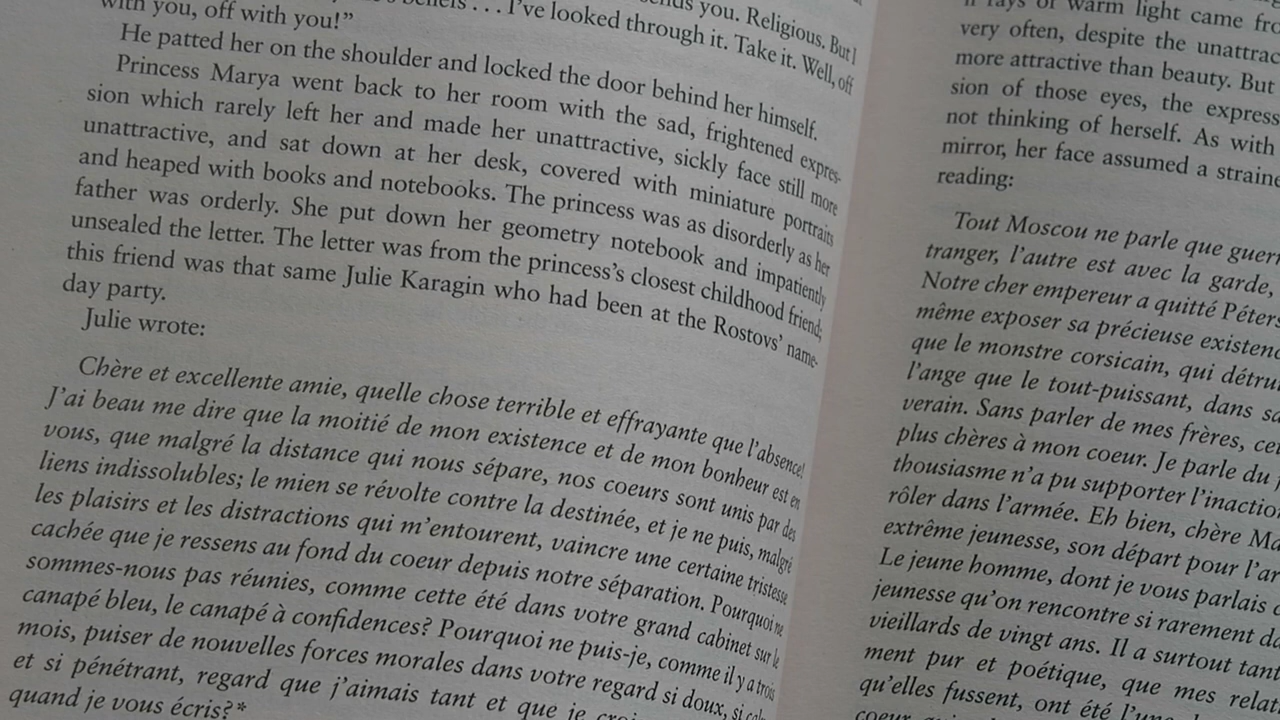 with you, off with you!”
beliefs . . . I’ve looked through it. Take it. Well, off
you. Religious. But I
He patted her on the shoulder and locked the door behind her himself.
Princess Marya went back to her room with the sad, frightened expres-
sion which rarely left her and made her unattractive, sickly face still more
unattractive, and sat down at her desk, covered with miniature portraits
and heaped with books and notebooks. The princess was as disorderly as her
father was orderly. She put down her geometry notebook and impatiently
unsealed the letter. The letter was from the princess’s closest childhood friend;
this friend was that same Julie Karagin who had been at the Rostovs’ name-
day party.
Julie wrote:
Chère et excellente amie, quelle chose terrible et effrayante que l’absence!
J’ai beau me dire que la moitié de mon existence et de mon bonheur est en
vous, que malgré la distance qui nous sépare, nos coeurs sont unis par des
liens indissolubles; le mien se révolte contre la destinée, et je ne puis, malgré
les plaisirs et les distractions qui m’entourent, vaincre une certaine tristesse
cachée que je ressens au fond du coeur depuis notre séparation. Pourquoi ne
sommes-nous pas réunies, comme cette été dans votre grand cabinet sur le
canapé bleu, le canapé à confidences? Pourquoi ne puis-je, comme il y a trois
mois, puiser de nouvelles forces morales dans votre regard si doux, si
et si pénétrant, regard que j’aimais tant et que je
quand je vous écris?*
rays of warm light came
very often, despite the
more attractive than beauty. But
sion of those eyes, the
not thinking of herself. As with
mirror, her face assumed a
reading:
Tout Moscou ne parle que
tranger, l’autre est avec la garde,
Notre cher empereur a quitté
même exposer sa précieuse
que le monstre corsicain, qui
l’ange que le tout-puissant, dans
verain. Sans parler de mes frères,
plus chères à mon coeur. Je parle du
thousiasme n’a pu supporter
rôler dans l’armée. Eh bien, chère
extrême jeunesse, son départ pour
Le jeune homme, dont je vous parlais
jeunesse qu’on rencontre si rarement
vieillards de vingt ans. Il a surtout
ment pur et poétique, que mes
qu’elles fussent, ont été